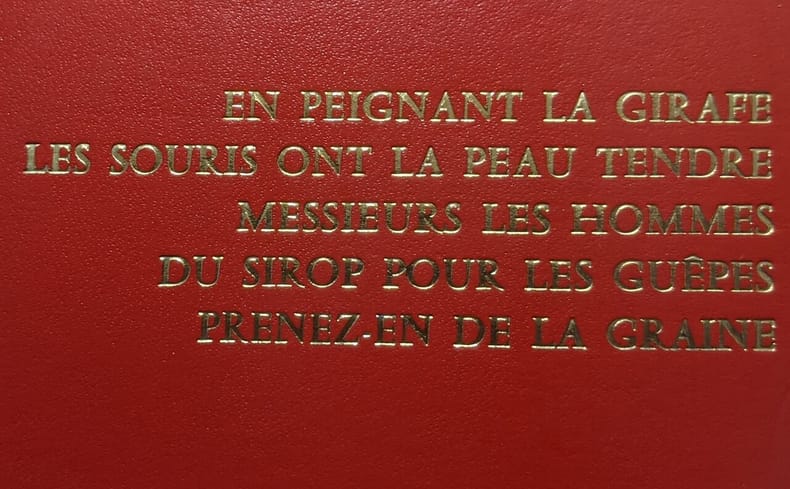 EN PEIGNANT LA GIRAFE
LES SOURIS ONT LA PEAU TENDRE
MESSIEURS LES HOMMES
DU SIROP POUR LES GUÊPES
PRENEZ-EN DE LA GRAINE